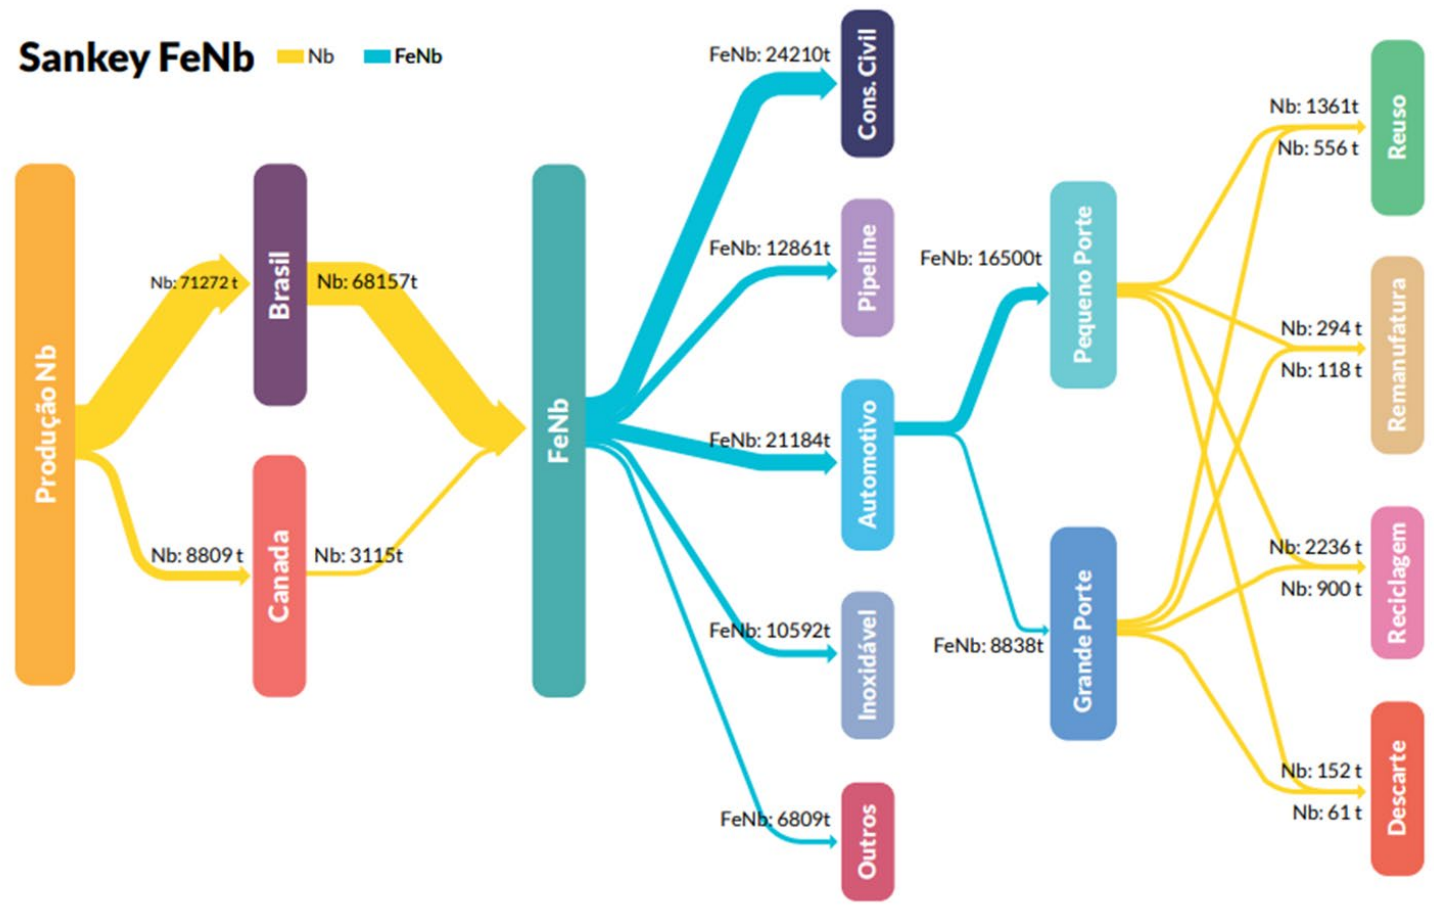 Sankey FeNb
Nb
FeNb
Produção Nb
Nb: 71272 t
Nb: 8809 t
Brasil
Canada
Nb: 68157t
Nb: 3115t
FeNb
FeNb: 24210t
FeNb: 12861t
FeNb: 21184t
FeNb: 10592t
FeNb: 6809t
Cons. Civil
Pipeline
Automotivo
Inoxidável
Outros
FeNb: 16500t
FeNb: 8838t
Pequeno Porte
Grande Porte
Nb: 1361t
Nb: 556 t
Nb: 294 t
Nb: 118 t
Nb: 2236 t
Nb: 900 t
Nb: 152 t
Nb: 61 t
Reuso
Remanufatura
Reciclagem
Descarte